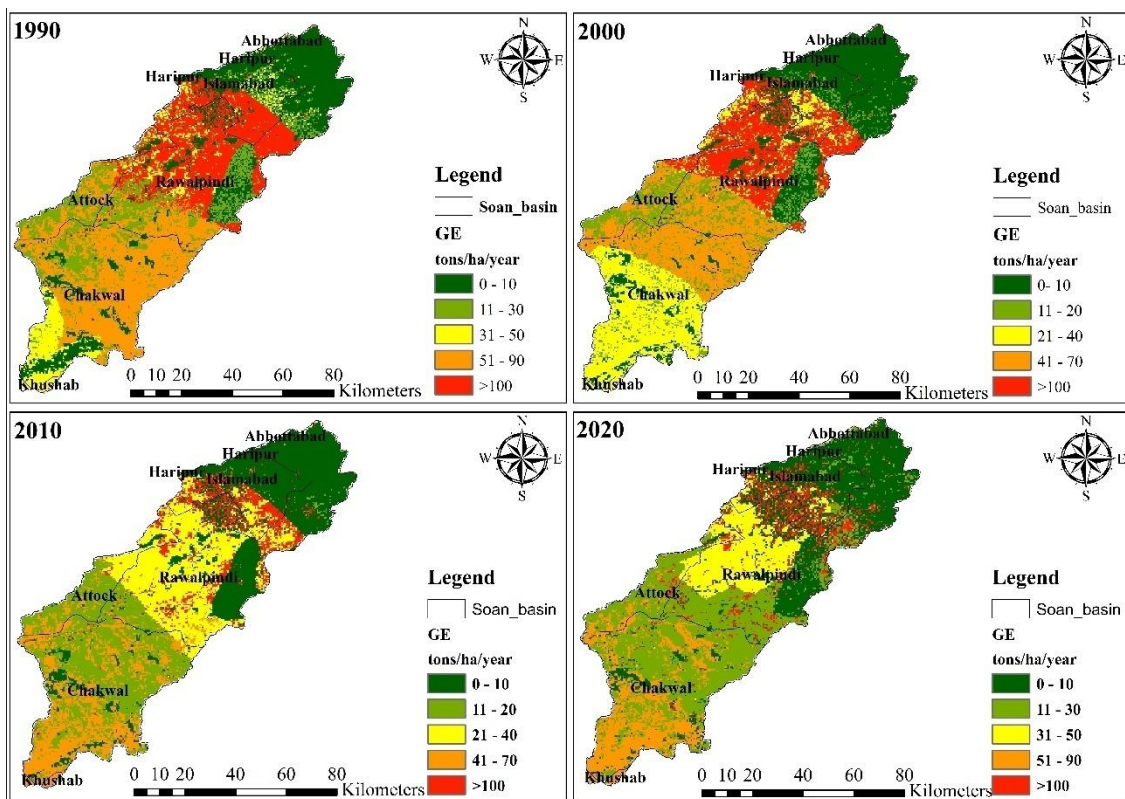 1990
N
W E
S
Abbottabad
Haripur
Haripur
Islamabad
Rawalpindi
Attock
Chakwal
Khushab
Legend
Soan_basin
GE
tons/ha/year
0 - 10
11 - 30
31 - 50
51 - 90
>100
0 10 20 40 60 80
Kilometers
2000
N
W E
S
Abbottabad
Haripur
Haripur
Islamabad
Rawalpindi
Attock
Chakwal
Khushab
Legend
Soan_basin
GE
tons/ha/year
0 - 10
11 - 20
21 - 40
41 - 70
>100
0 10 20 40 60 80
Kilometers
2010
N
W E
S
Abbottabad
Haripur
Haripur
Islamabad
Rawalpindi
Attock
Chakwal
Khushab
Legend
Soan_basin
GE
tons/ha/year
0 - 10
11 - 20
21 - 40
41 - 70
>100
0 10 20 40 60 80
Kilometers
2020
N
W E
S
Abbottabad
Haripur
Haripur
Islamabad
Rawalpindi
Attock
Chakwal
Khushab
Legend
Soan_basin
GE
tons/ha/year
0 - 10
11 - 30
31 - 50
51 - 90
>100
0 10 20 40 60 80
Kilometers